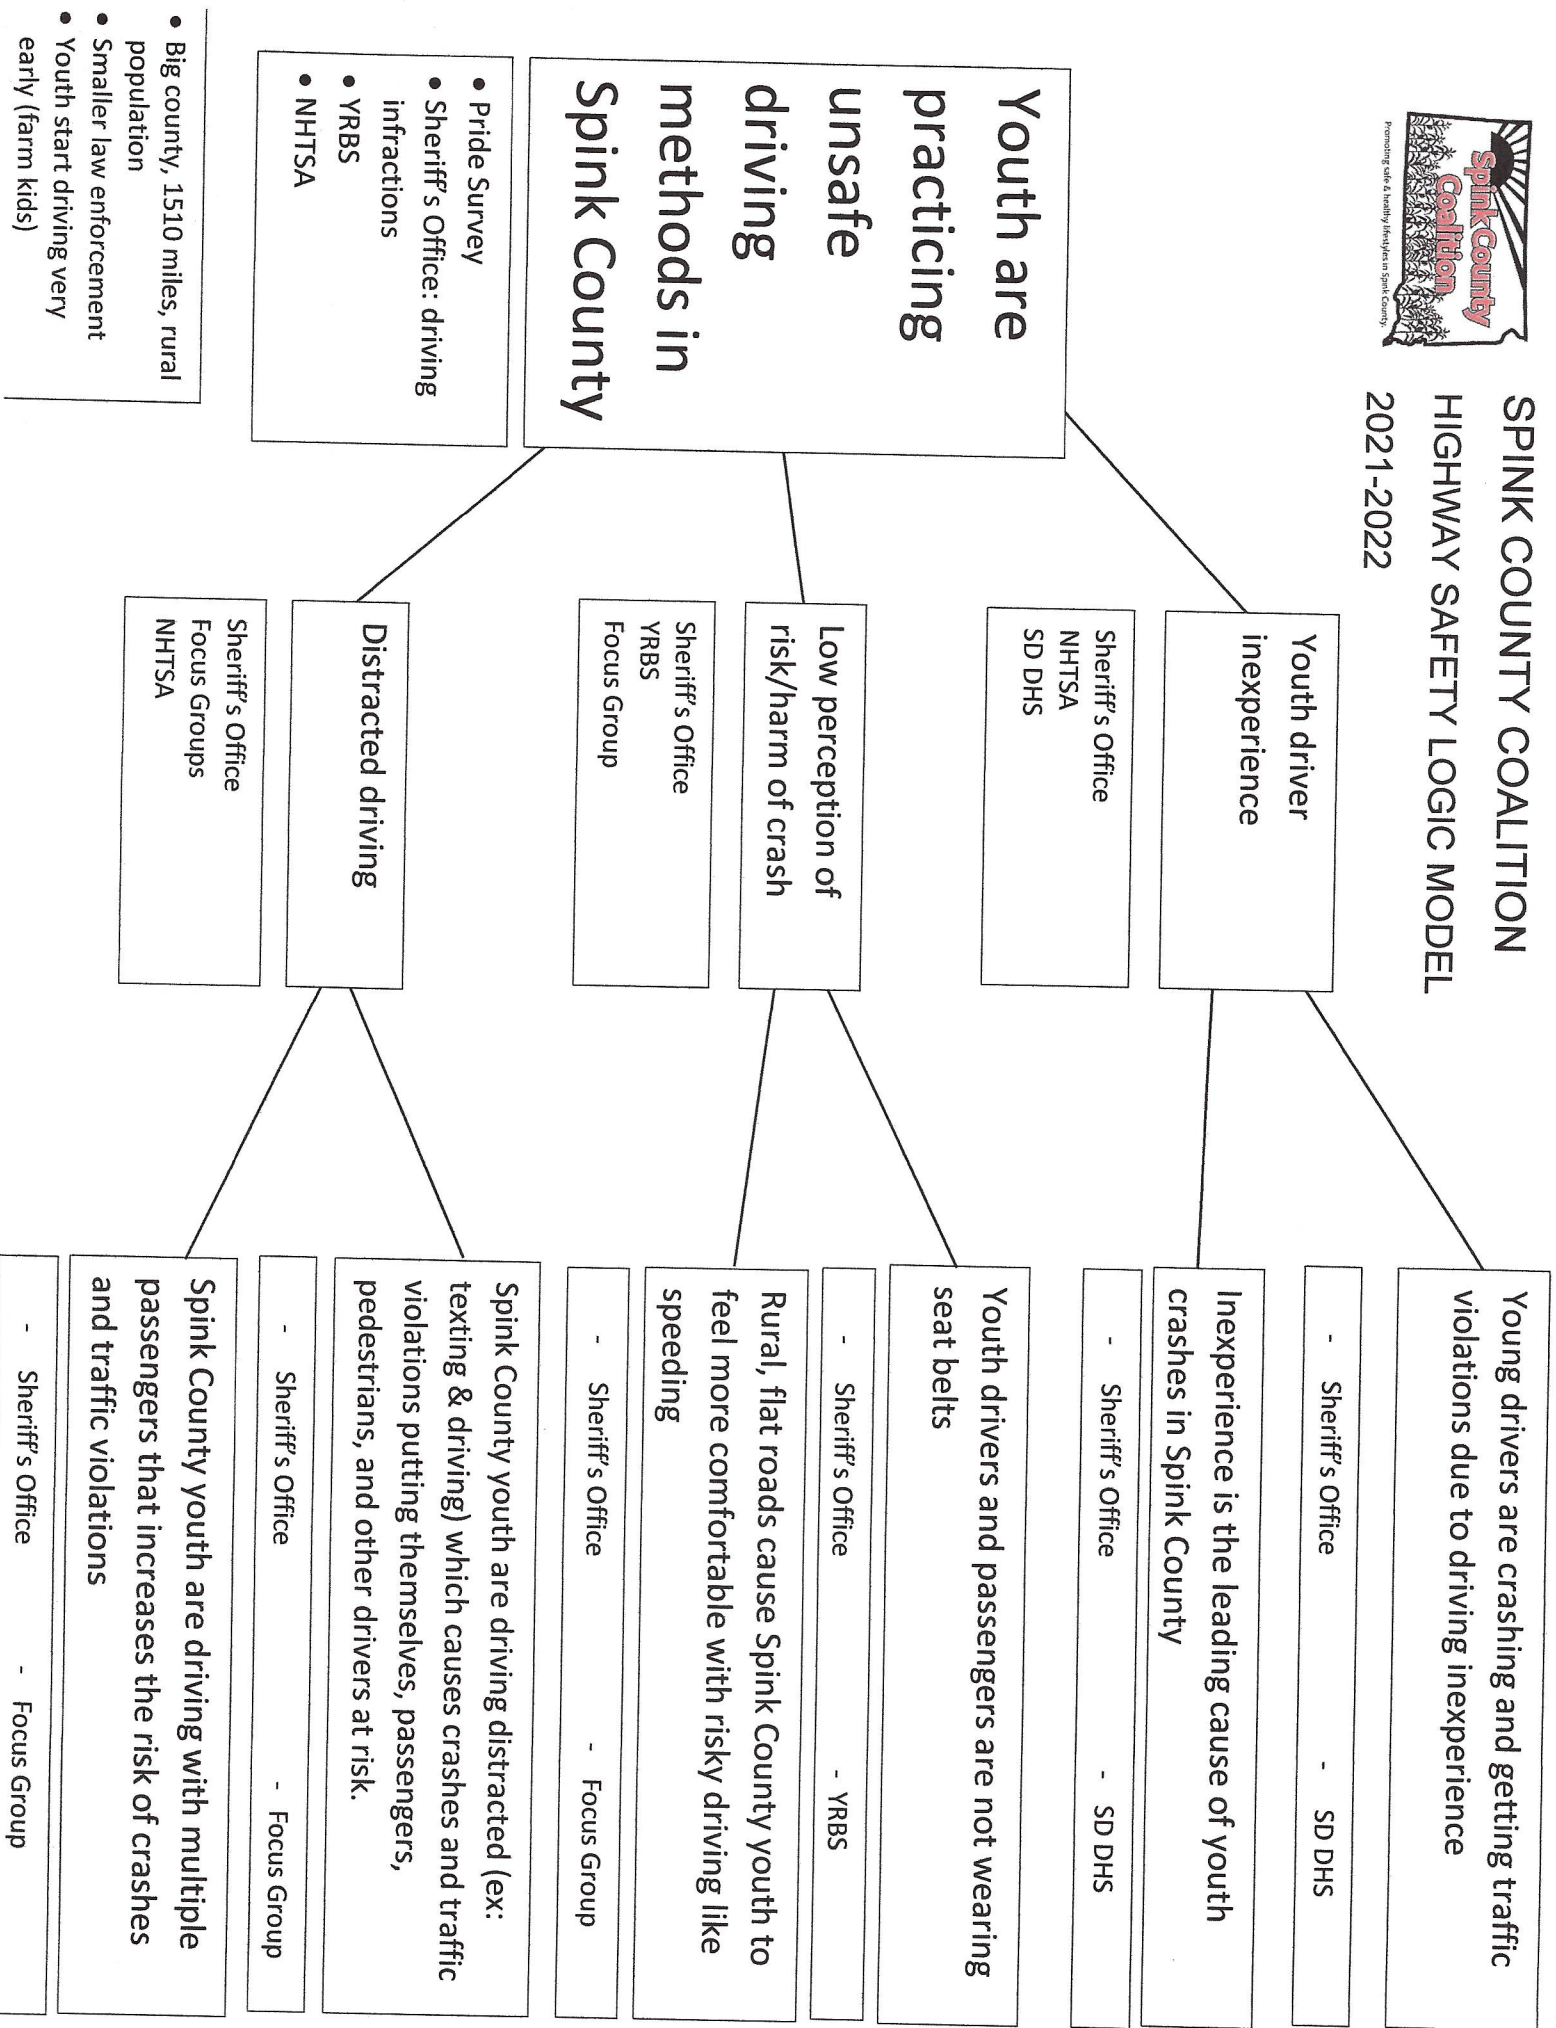 Spink County
Coalition
Promoting safe & healthy lifestyles in Spink County.
SPINK COUNTY COALITION
HIGHWAY SAFETY LOGIC MODEL
2021-2022
Youth are
practicing
unsafe
driving
methods in
Spink County
• Pride Survey
• Sheriff's Office: driving
infractions
• YRBS
• NHTSA
• Big county, 1510 miles, rural
population
• Smaller law enforcement
• Youth start driving very
early (farm kids)
Youth driver
inexperience
Sheriff's Office
NHTSA
SD DHS
Low perception of
risk/harm of crash
Sheriff's Office
YRBS
Focus Group
Distracted driving
Sheriff's Office
Focus Groups
NHTSA
Young drivers are crashing and getting traffic
violations due to driving inexperience
- Sheriff's Office - SD DHS
Inexperience is the leading cause of youth
crashes in Spink County
- Sheriff's Office - SD DHS
Youth drivers and passengers are not wearing
seat belts
- Sheriff's Office - YRBS
Rural, flat roads cause Spink County youth to
feel more comfortable with risky driving like
speeding
- Sheriff's Office - Focus Group
Spink County youth are driving distracted (ex:
texting & driving) which causes crashes and traffic
violations putting themselves, passengers,
pedestrians, and other drivers at risk.
- Sheriff's Office - Focus Group
Spink County youth are driving with multiple
passengers that increases the risk of crashes
and traffic violations
- Sheriff's Office - Focus Group